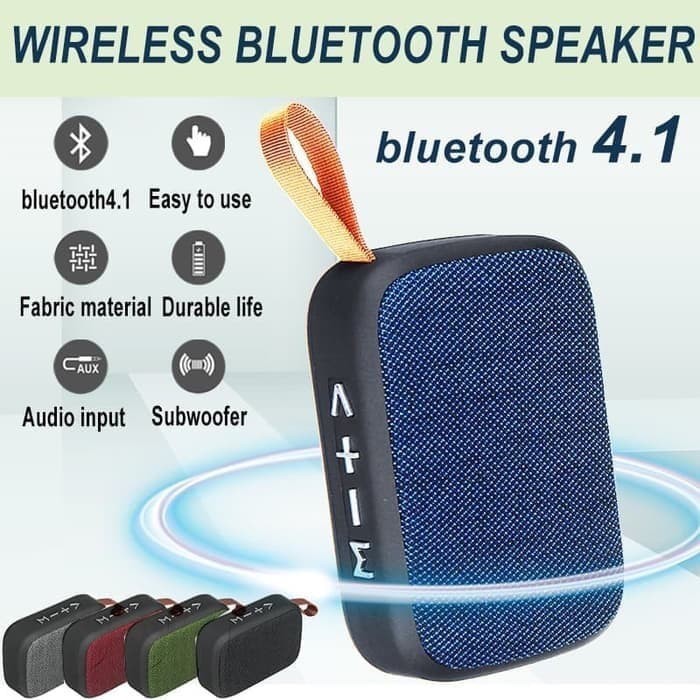 WIRELESS BLUETOOTH SPEAKER
bluetooth 4.1
bluetooth4.1 Easy to use
Fabric material Durable life
AUX
Audio input Subwoofer